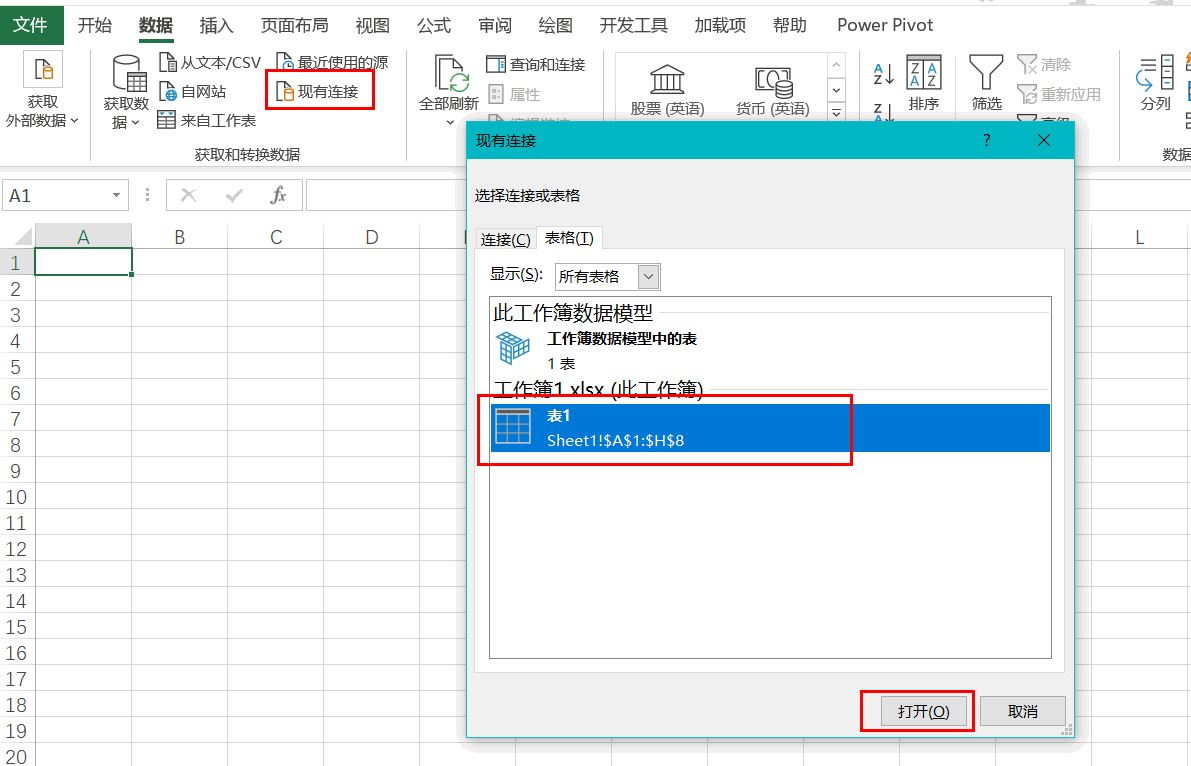 文件 开始 数据 插入 页面布局 视图 公式 审阅 绘图 开发工具 加载项 帮助 Power Pivot
获取
外部数据
获取数
据
从文本/CSV
自网站
来自工作表
最近使用的源
现有连接
获取和转换数据
全部刷新
查询和连接
属性
股票 (英语)
货币 (英语)
排序
筛选
清除
重新应用
分列
数据
A1
fx
A B C D L
1
2
3
4
5
6
7
8
9
10
11
12
13
14
15
16
17
18
19
20
现有连接 ?
选择连接或表格
连接(C) 表格(T)
显示(S): 所有表格
此工作簿数据模型
工作簿数据模型中的表
1 表
工作簿1.xlsx (此工作簿)
表1
Sheet1!$A$1:$H$8
打开(O) 取消